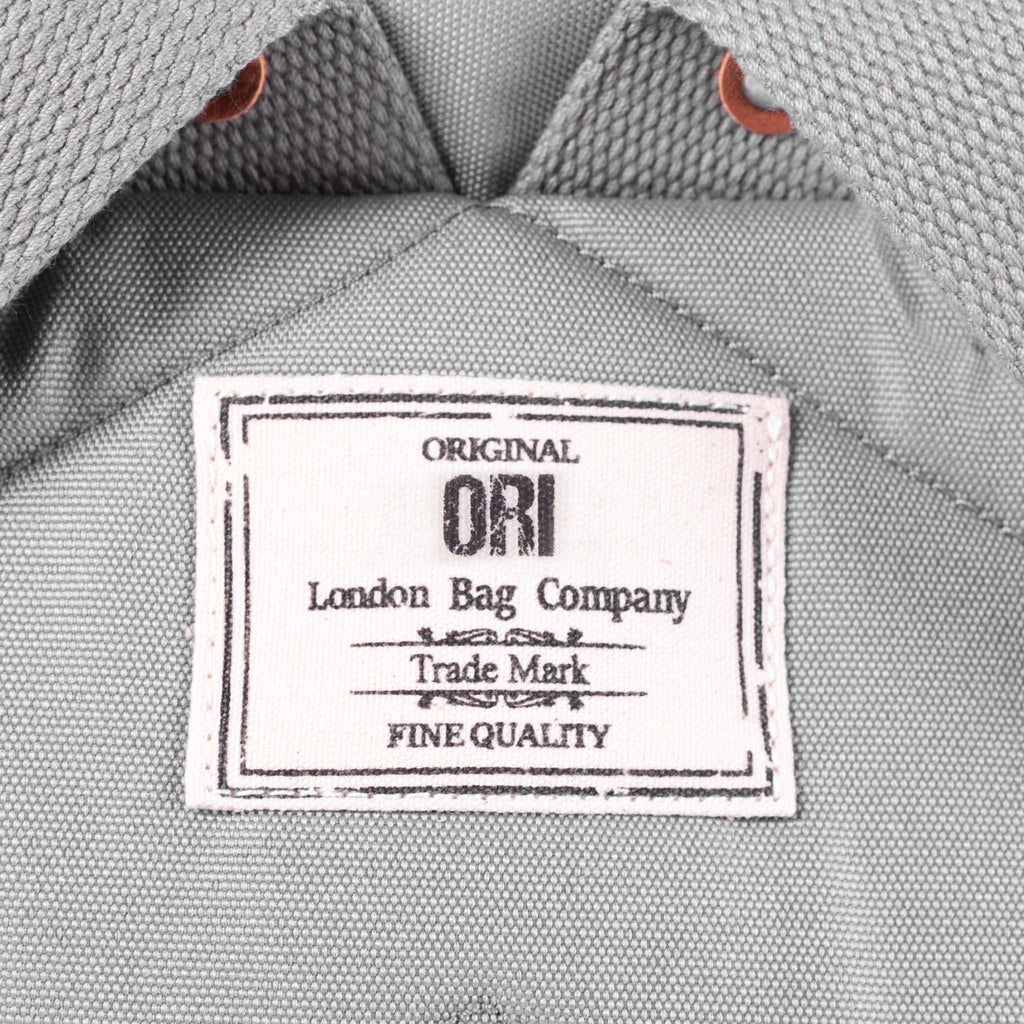 ORIGINAL
ORI
London Bag Company
Trade Mark
FINE QUALITY